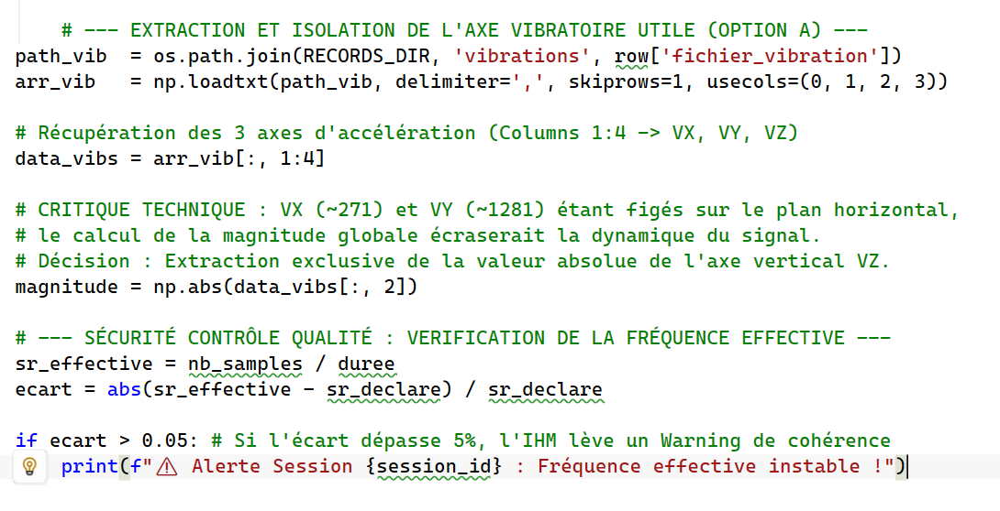 # --- EXTRACTION ET ISOLATION DE L'AXE VIBRATOIRE UTILE (OPTION A) ---
path_vib  = os.path.join(RECORDS_DIR, 'vibrations', row['fichier_vibration'])
arr_vib   = np.loadtxt(path_vib, delimiter=',', skiprows=1, usecols=(0, 1, 2, 3))
# Récupération des 3 axes d'accélération (Columns 1:4 -> VX, VY, VZ)
data_vibs = arr_vib[:, 1:4]
# CRITIQUE TECHNIQUE : VX (~271) et VY (~1281) étant figés sur le plan horizontal,
# le calcul de la magnitude globale écraserait la dynamique du signal.
# Décision : Extraction exclusive de la valeur absolue de l'axe vertical VZ.
magnitude = np.abs(data_vibs[:, 2])
# --- SÉCURITÉ CONTRÔLE QUALITÉ : VERIFICATION DE LA FRÉQUENCE EFFECTIVE ---
sr_effective = nb_samples / duree
ecart = abs(sr_effective - sr_declare) / sr_declare
if ecart > 0.05: # Si l'écart dépasse 5%, l'IHM lève un Warning de cohérence
print(f"⚠ Alerte Session {session_id} : Fréquence effective instable !")